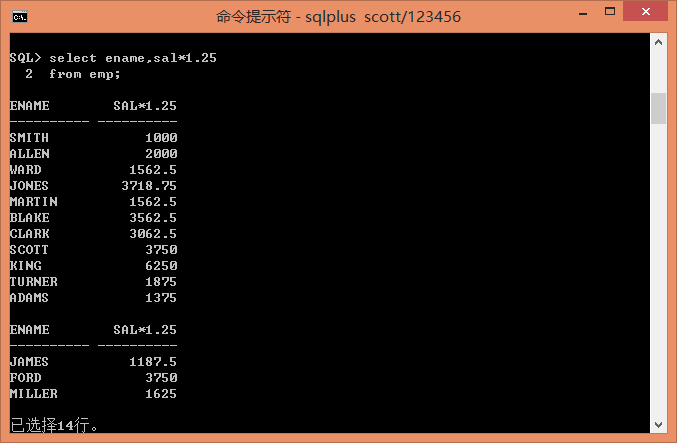 命令提示符 - sqlplus scott/123456
SQL> select ename,sal*1.25
  2  from emp;
ENAME        SAL*1.25
---------- ----------
SMITH            1000
ALLEN            2000
WARD           1562.5
JONES         3718.75
MARTIN         1562.5
BLAKE          3562.5
CLARK          3062.5
SCOTT            3750
KING             6250
TURNER           1875
ADAMS            1375
ENAME        SAL*1.25
---------- ----------
JAMES          1187.5
FORD             3750
MILLER           1625
已选择14行。